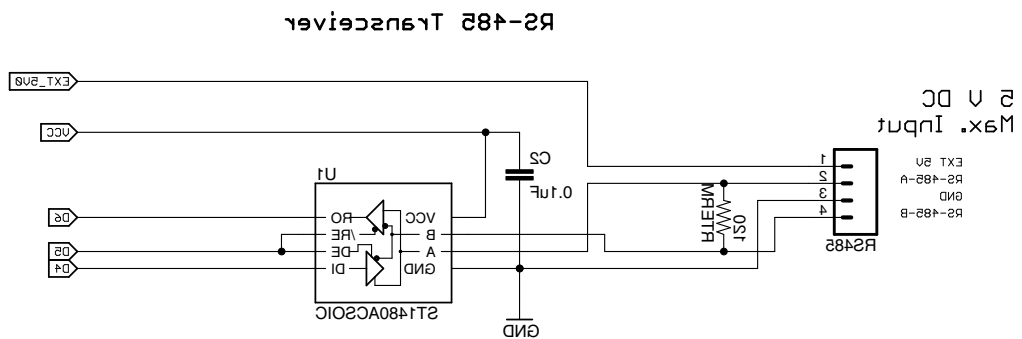 RS-485 Transceiver
EXT_5V0
VCC
D6
D5
D4
U1
RO
/RE
DE
DI
VCC
B
A
GND
ST1480ACSOIC
C2
0.1uF
GND
RTERM
120
5 V DC
Max. Input
1
2
3
4
EXT 5V
RS-485-A
GND
RS-485-B
RS485